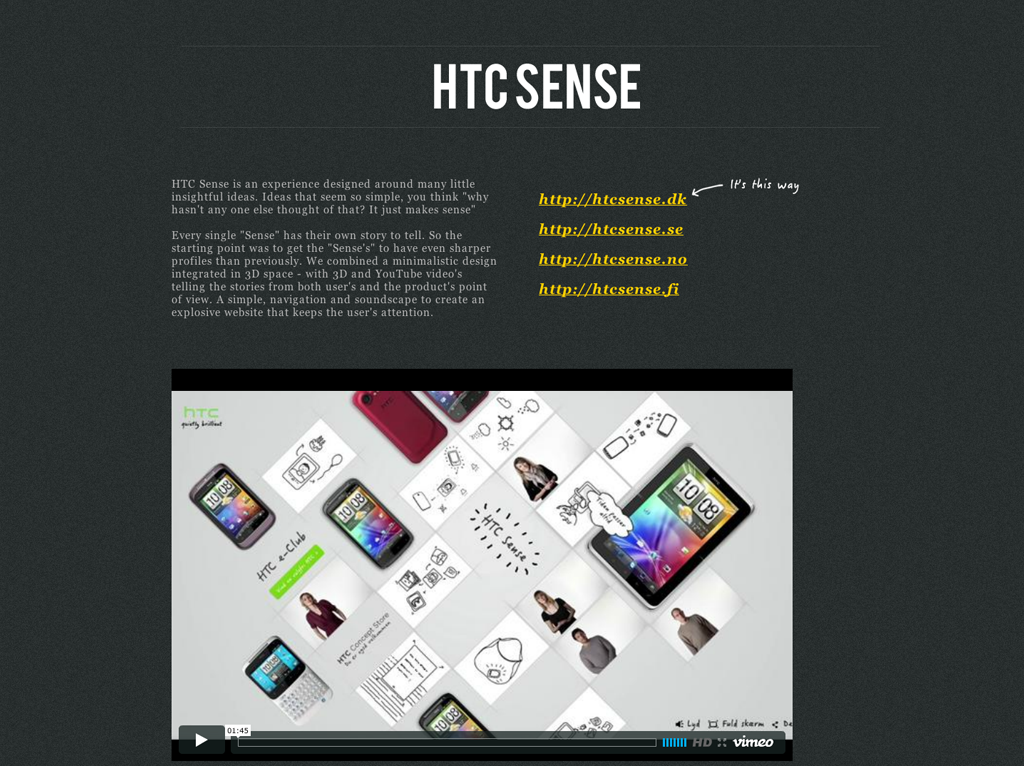 HTC SENSE
HTC Sense is an experience designed around many little
insightful ideas. Ideas that seem so simple, you think "why
hasn't any one else thought of that? It just makes sense"
Every single "Sense" has their own story to tell. So the
starting point was to get the "Sense's" to have even sharper
profiles than previously. We combined a minimalistic design
integrated in 3D space - with 3D and YouTube video's
telling the stories from both user's and the product's point
of view. A simple, navigation and soundscape to create an
explosive website that keeps the user's attention.
It's this way
http://htcsense.dk
http://htcsense.se
http://htcsense.no
http://htcsense.fi
hTC
quietly brilliant
10 08
10 08
10 08
HTC Sense
HTC e-Club
HTC Concept Store
Lyd
Fuld skærm
De
01:45
HD
vimeo